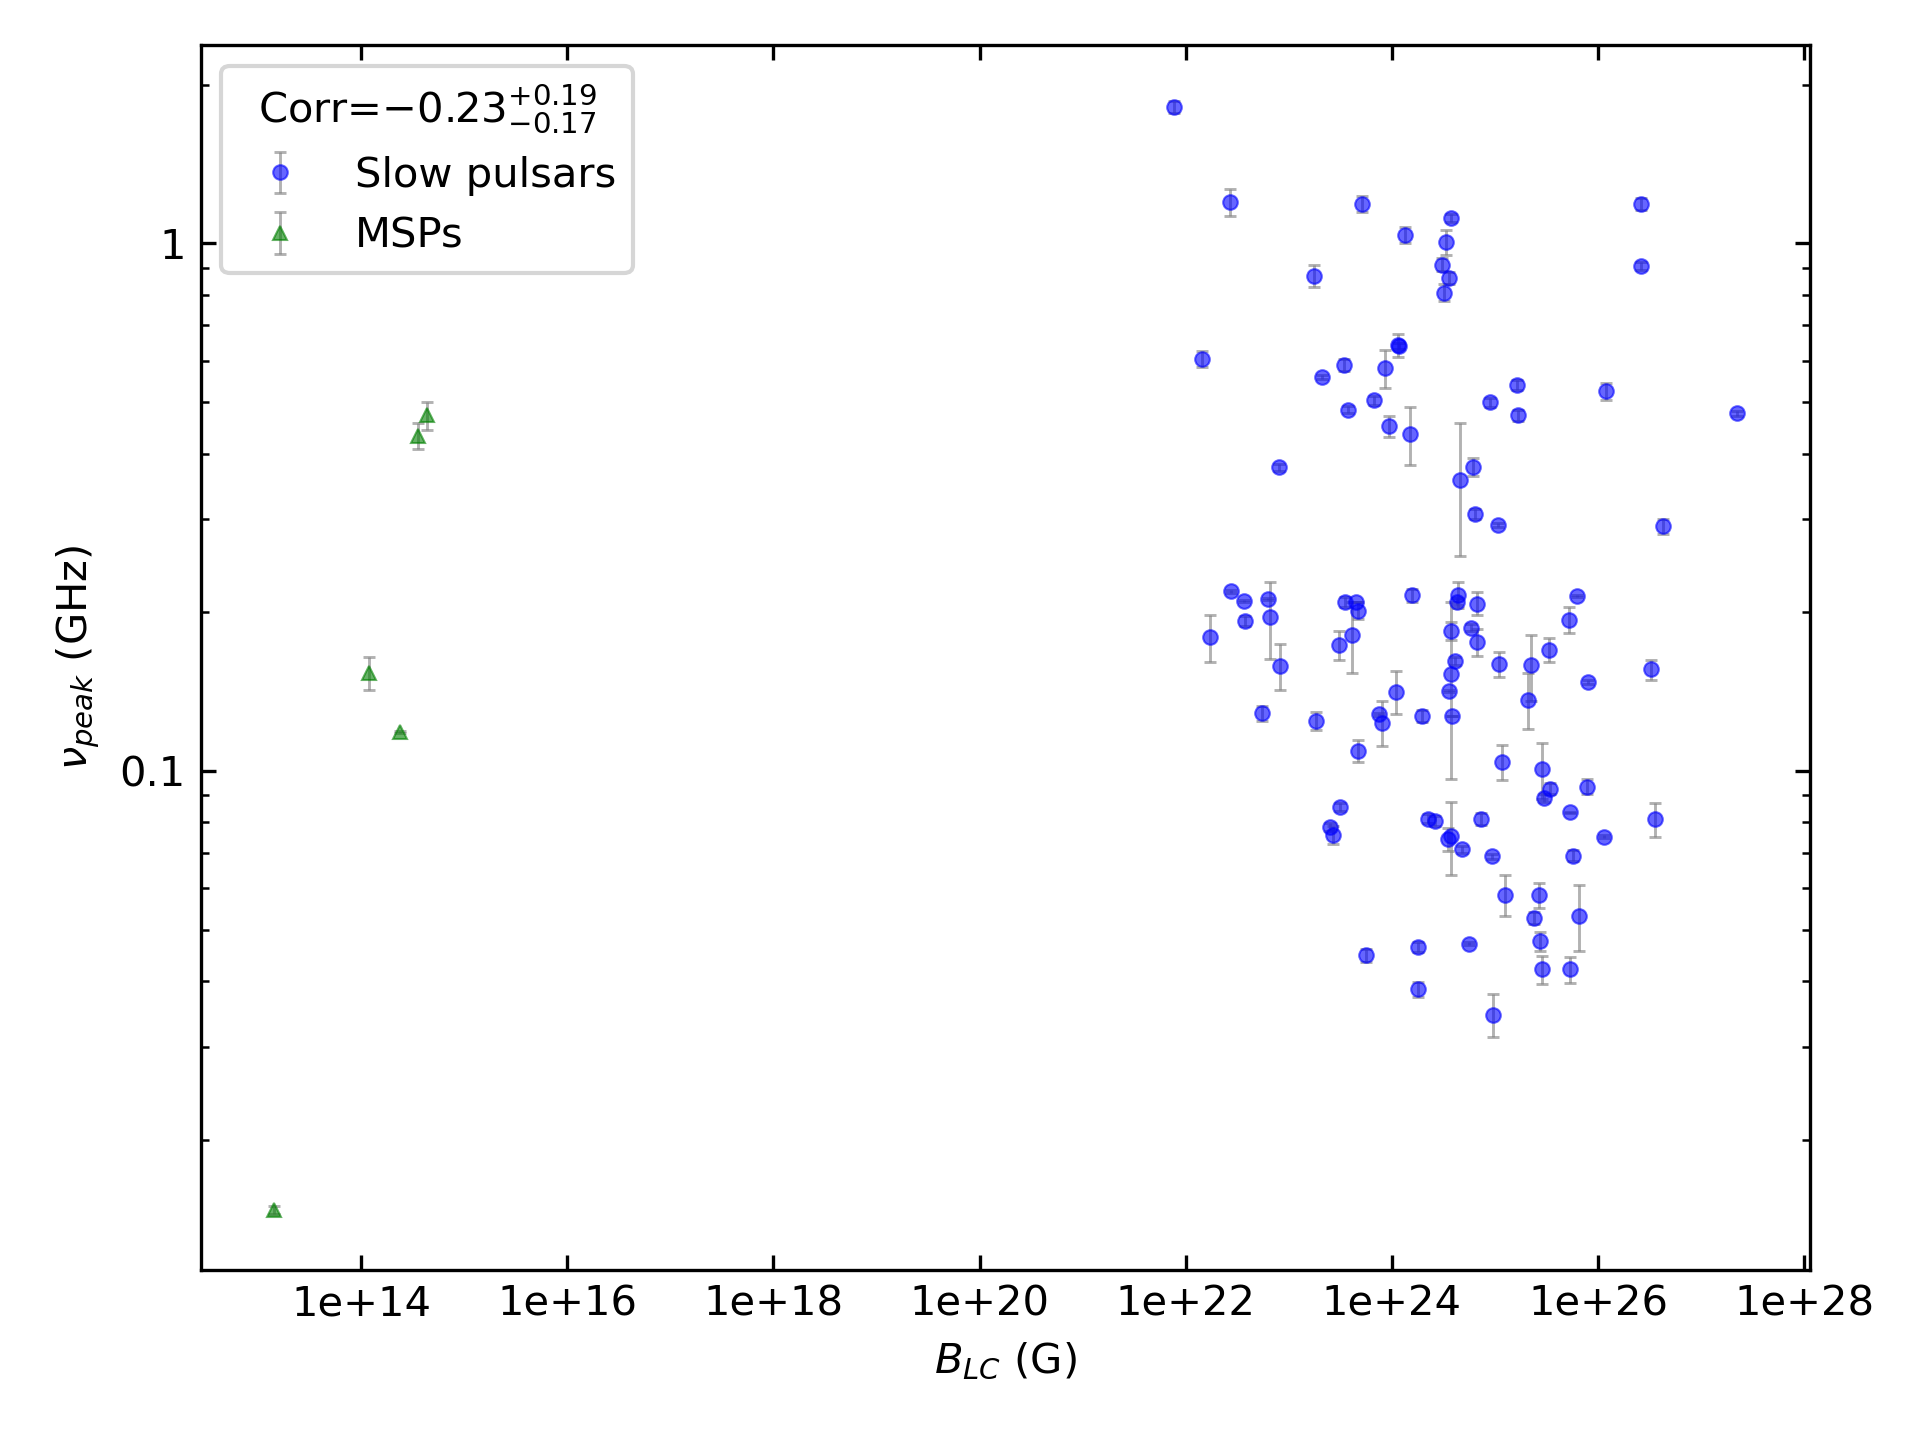 Corr=−0.23+0.19−0.17
Slow pulsars
MSPs
1
0.1
νpeak (GHz)
1e+14 1e+16 1e+18 1e+20 1e+22 1e+24 1e+26 1e+28
BLC (G)